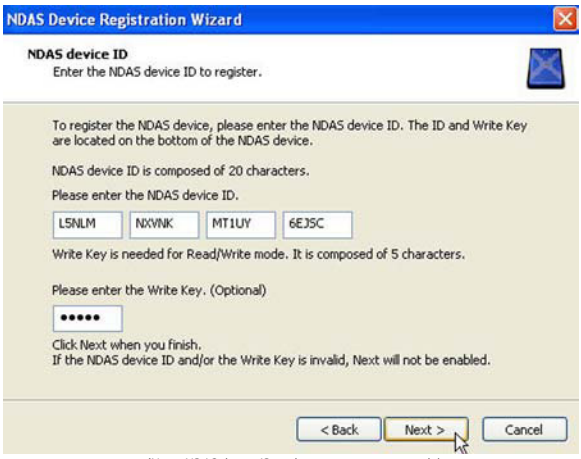 NDAS Device Registration Wizard
NDAS device ID
Enter the NDAS device ID to register.
To register the NDAS device, please enter the NDAS device ID. The ID and Write Key
are located on the bottom of the NDAS device.
NDAS device ID is composed of 20 characters.
Please enter the NDAS device ID.
L5NLM NXVNK MT1UY 6EJSC
Write Key is needed for Read/Write mode. It is composed of 5 characters.
Please enter the Write Key. (Optional)
•••••
Click Next when you finish.
If the NDAS device ID and/or the Write Key is invalid, Next will not be enabled.
< Back Next > Cancel